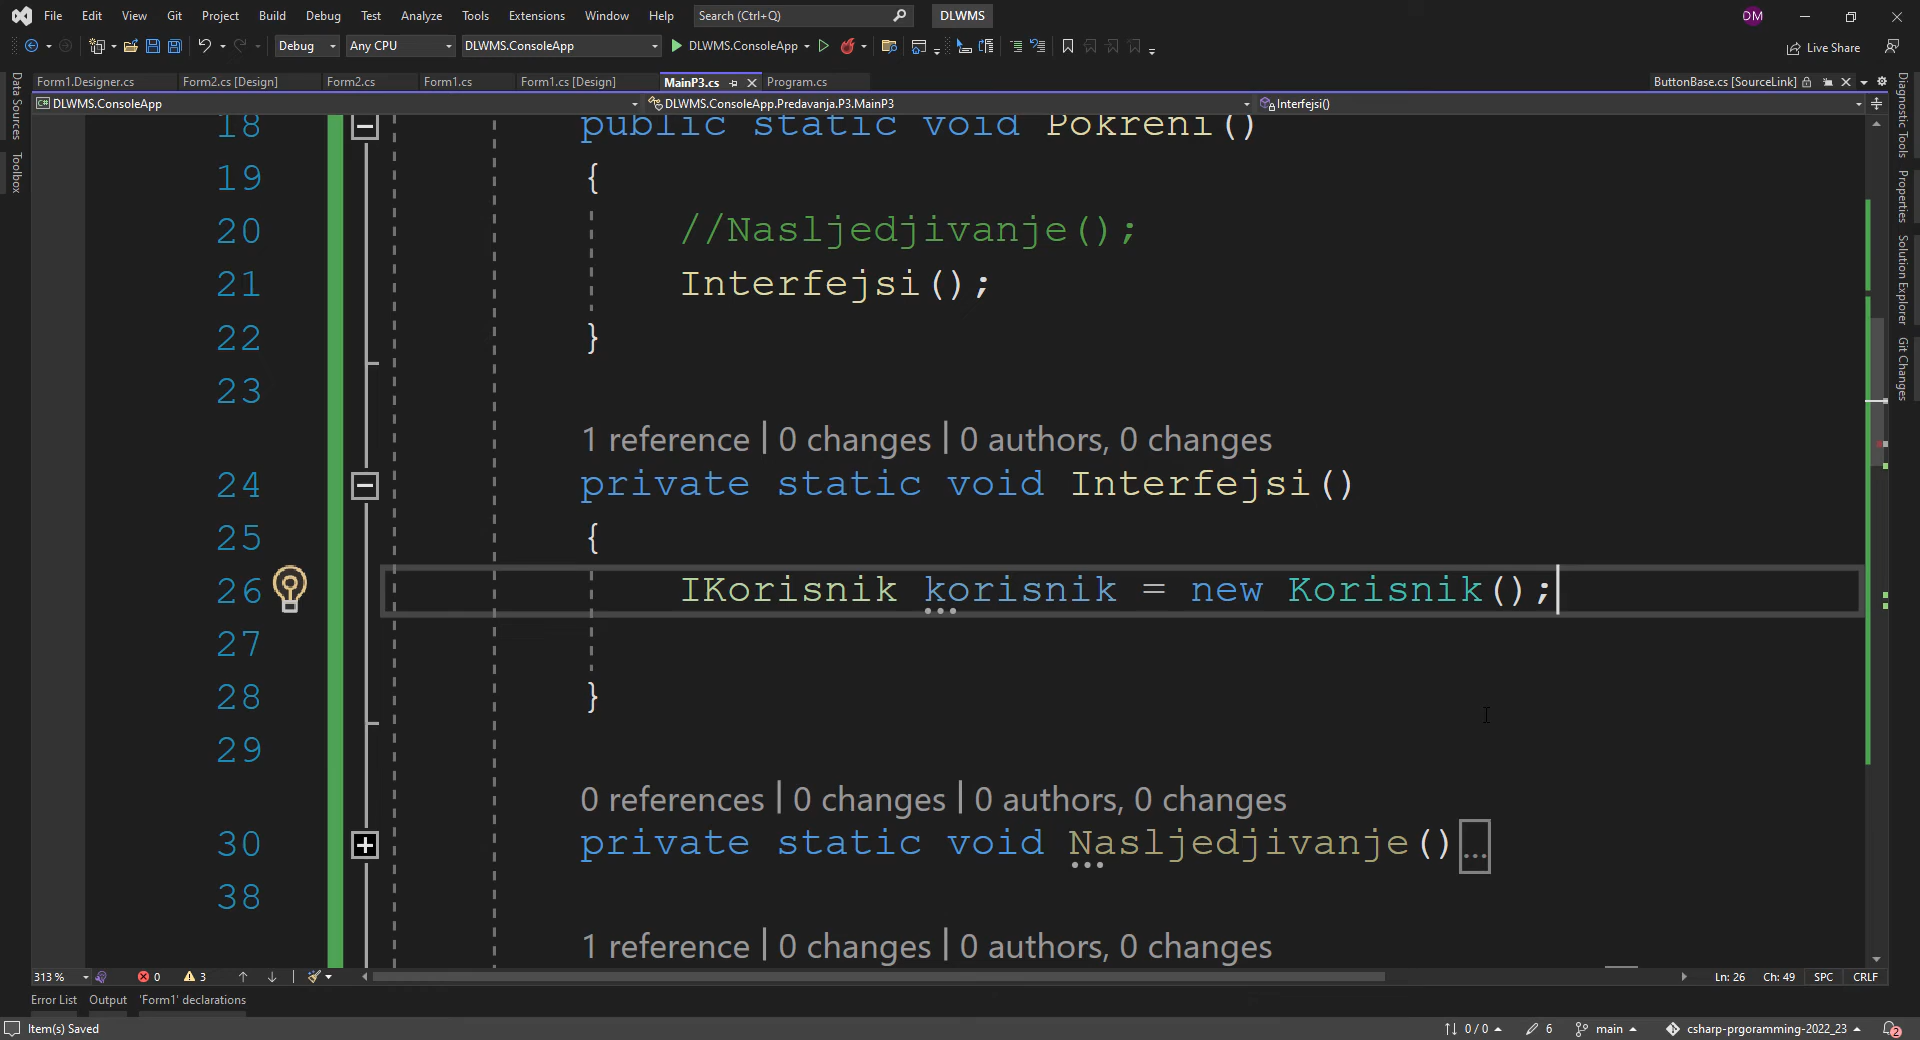 File Edit View Git Project Build Debug Test Analyze Tools Extensions Window Help Search (Ctrl+Q) DLWMS DM
Debug Any CPU DLWMS.ConsoleApp DLWMS.ConsoleApp Live Share
Form1.Designer.cs Form2.cs [Design] Form2.cs Form1.cs Form1.cs [Design] MainP3.cs Program.cs ButtonBase.cs [SourceLink]
DLWMS.ConsoleApp DLWMS.ConsoleApp.Predavanja.P3.MainP3 Interfejsi()
Data Sources
Toolbox
18 public static void Pokreni()
19 {
20 //Nasljedjivanje();
21 Interfejsi();
22 }
23
1 reference | 0 changes | 0 authors, 0 changes
24 private static void Interfejsi()
25 {
26 IKorisnik korisnik = new Korisnik();
27
28 }
29
0 references | 0 changes | 0 authors, 0 changes
30 private static void Nasljedjivanje()...
38
1 reference | 0 changes | 0 authors, 0 changes
Diagnostic Tools
Properties
Solution Explorer
Git Changes
313 % 0 3 Ln: 26 Ch: 49 SPC CRLF
Error List Output 'Form1' declarations
Item(s) Saved 0 / 0 6 main csharp-prgoramming-2022_23 2